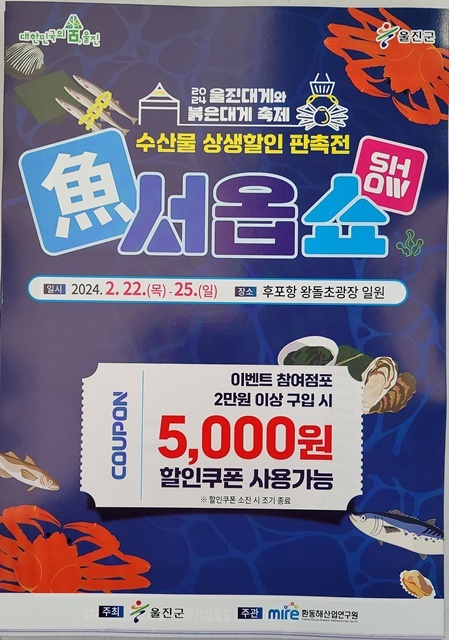 대한민국의 숨, 울진
울진군
2024 울진대게와
붉은대게 축제
수산물 상생할인 판촉전
魚서옵쇼
SHOW
일시 2024. 2. 22.(목) - 25.(일) 장소 후포항 왕돌초광장 일원
COUPON
이벤트 참여점포
2만원 이상 구입 시
5,000원
할인쿠폰 사용가능
※ 할인쿠폰 소진 시 조기 종료
주최 울진군 주관 mire 환동해산업연구원